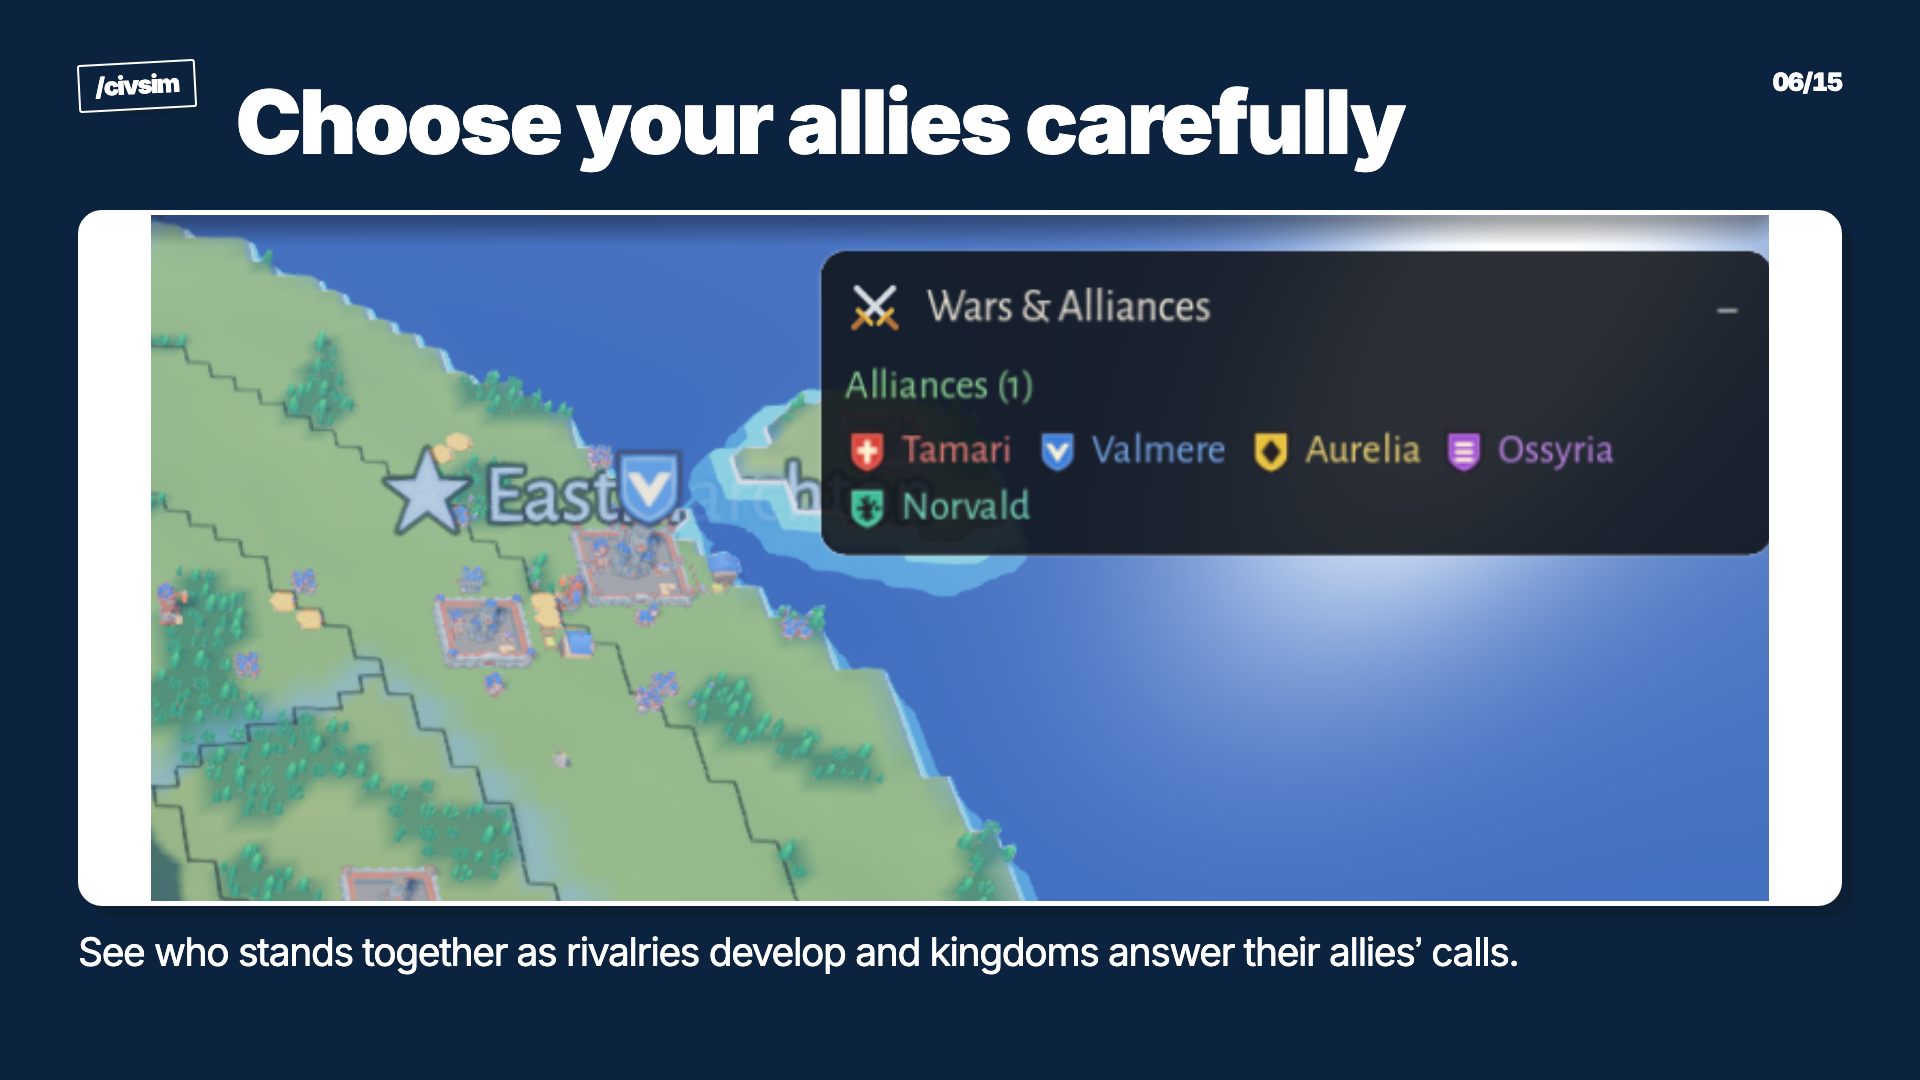 /civsim
Choose your allies carefully
06/15
Wars & Alliances
Alliances (1)
Tamari Valmere Aurelia Ossyria
Norvald
See who stands together as rivalries develop and kingdoms answer their allies’ calls.